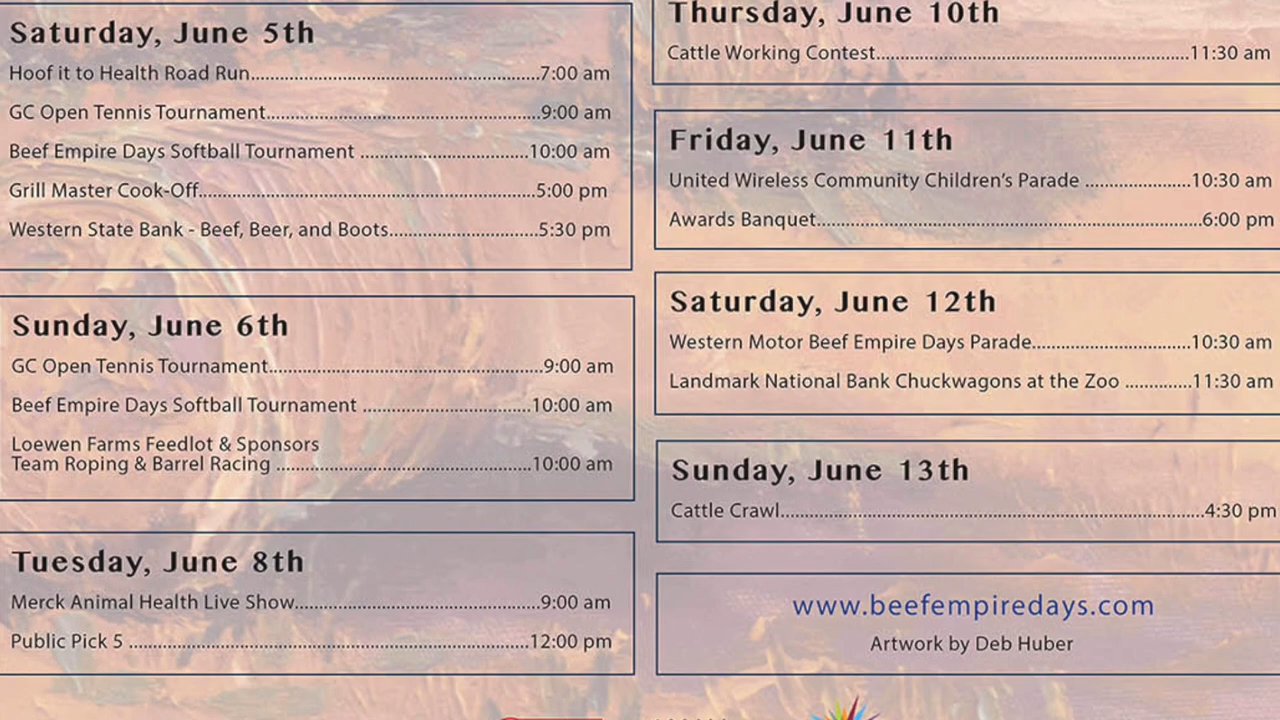 Saturday, June 5th
Hoof it to Health Road Run..........7:00 am
GC Open Tennis Tournament..........9:00 am
Beef Empire Days Softball Tournament ..........10:00 am
Grill Master Cook-Off..........5:00 pm
Western State Bank - Beef, Beer, and Boots..........5:30 pm
Sunday, June 6th
GC Open Tennis Tournament..........9:00 am
Beef Empire Days Softball Tournament ..........10:00 am
Loewen Farms Feedlot & Sponsors
Team Roping & Barrel Racing ..........10:00 am
Tuesday, June 8th
Merck Animal Health Live Show..........9:00 am
Public Pick 5 ..........12:00 pm
Thursday, June 10th
Cattle Working Contest..........11:30 am
Friday, June 11th
United Wireless Community Children's Parade ..........10:30 am
Awards Banquet..........6:00 pm
Saturday, June 12th
Western Motor Beef Empire Days Parade..........10:30 am
Landmark National Bank Chuckwagons at the Zoo ..........11:30 am
Sunday, June 13th
Cattle Crawl..........4:30 pm
www.beefempiredays.com
Artwork by Deb Huber